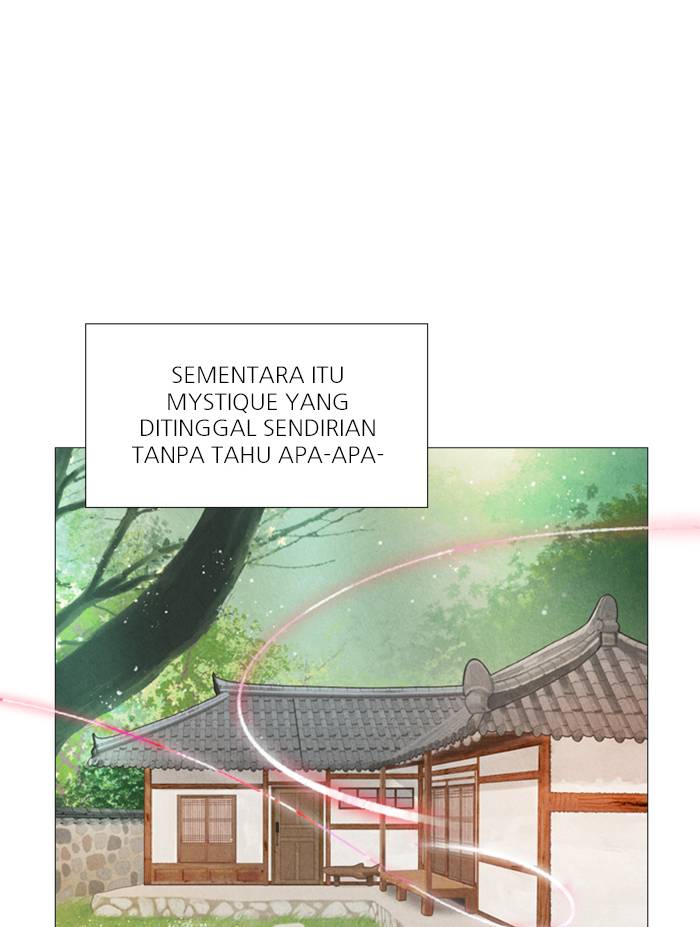 SEMENTARA ITU
MYSTIQUE YANG
DITINGGAL SENDIRIAN
TANPA TAHU APA-APA-